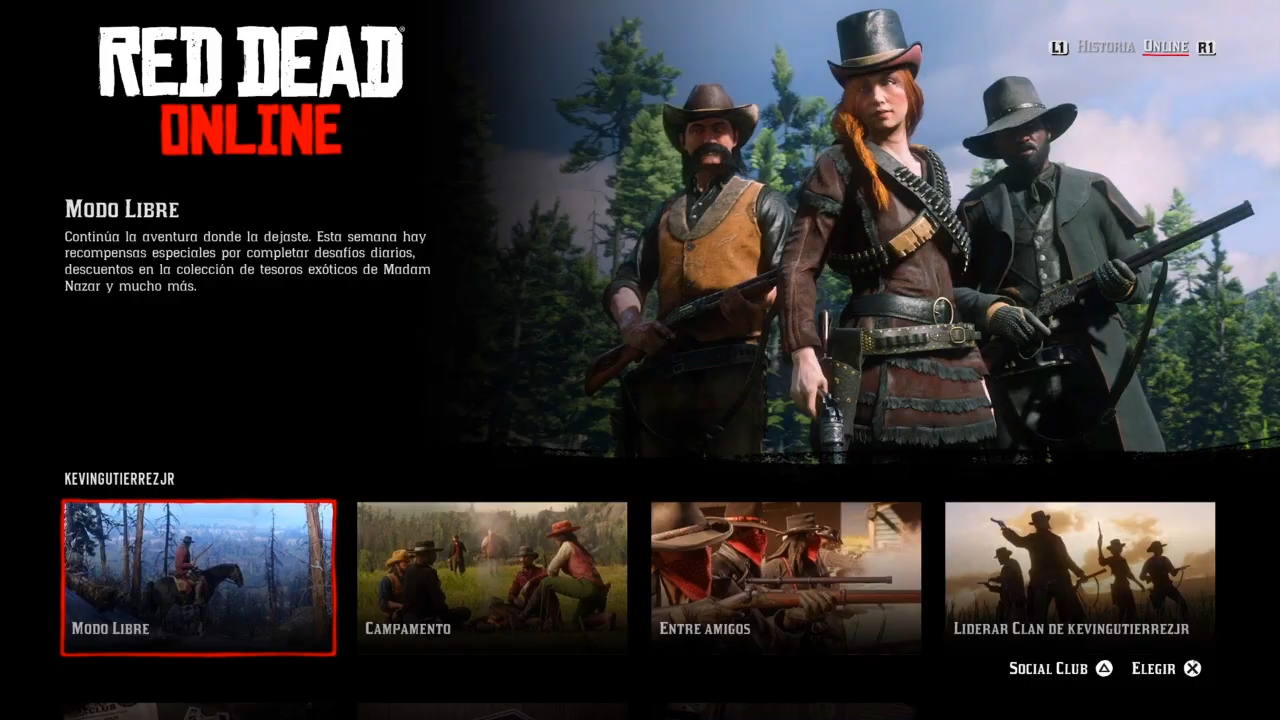 RED DEAD
ONLINE
L1 HISTORIA ONLINE R1
MODO LIBRE
Continúa la aventura donde la dejaste. Esta semana hay
recompensas especiales por completar desafíos diarios,
descuentos en la colección de tesoros exóticos de Madam
Nazar y mucho más.
KEVINGUTIERREZJR
MODO LIBRE
CAMPAMENTO
ENTRE AMIGOS
LIDERAR CLAN DE KEVINGUTIERREZJR
SOCIAL CLUB
ELEGIR